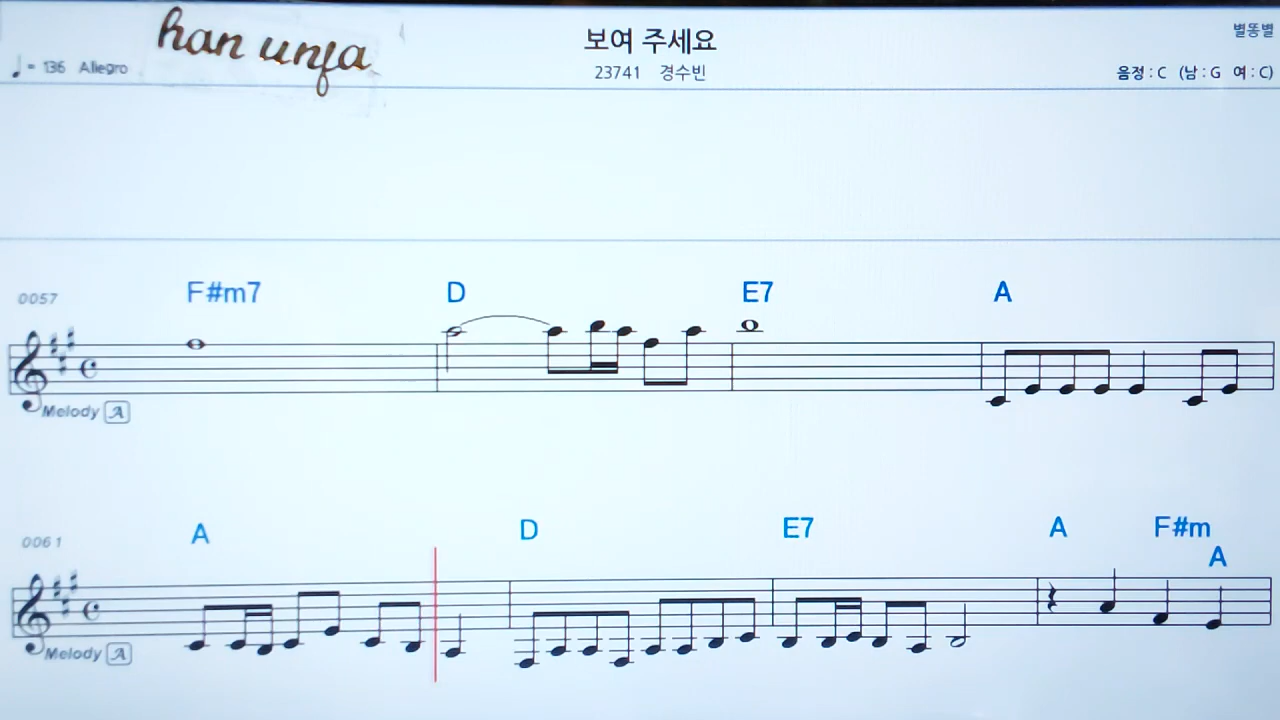 han unfa
보여 주세요
별똥별
♩= 136 Allegro
23741 경수빈
음정 : C (남 : G 여 : C)
0057
F#m7 D E7 A
Melody A
0061
A D E7 A F#m
A
Melody A